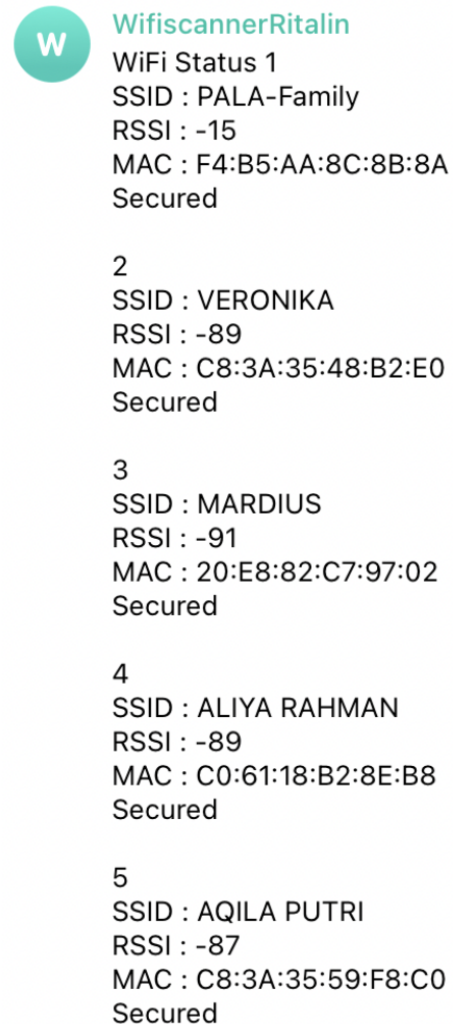 W
WifiscannerRitalin
WiFi Status 1
SSID : PALA-Family
RSSI : -15
MAC : F4:B5:AA:8C:8B:8A
Secured
2
SSID : VERONIKA
RSSI : -89
MAC : C8:3A:35:48:B2:E0
Secured
3
SSID : MARDIUS
RSSI : -91
MAC : 20:E8:82:C7:97:02
Secured
4
SSID : ALIYA RAHMAN
RSSI : -89
MAC : C0:61:18:B2:8E:B8
Secured
5
SSID : AQILA PUTRI
RSSI : -87
MAC : C8:3A:35:59:F8:C0
Secured